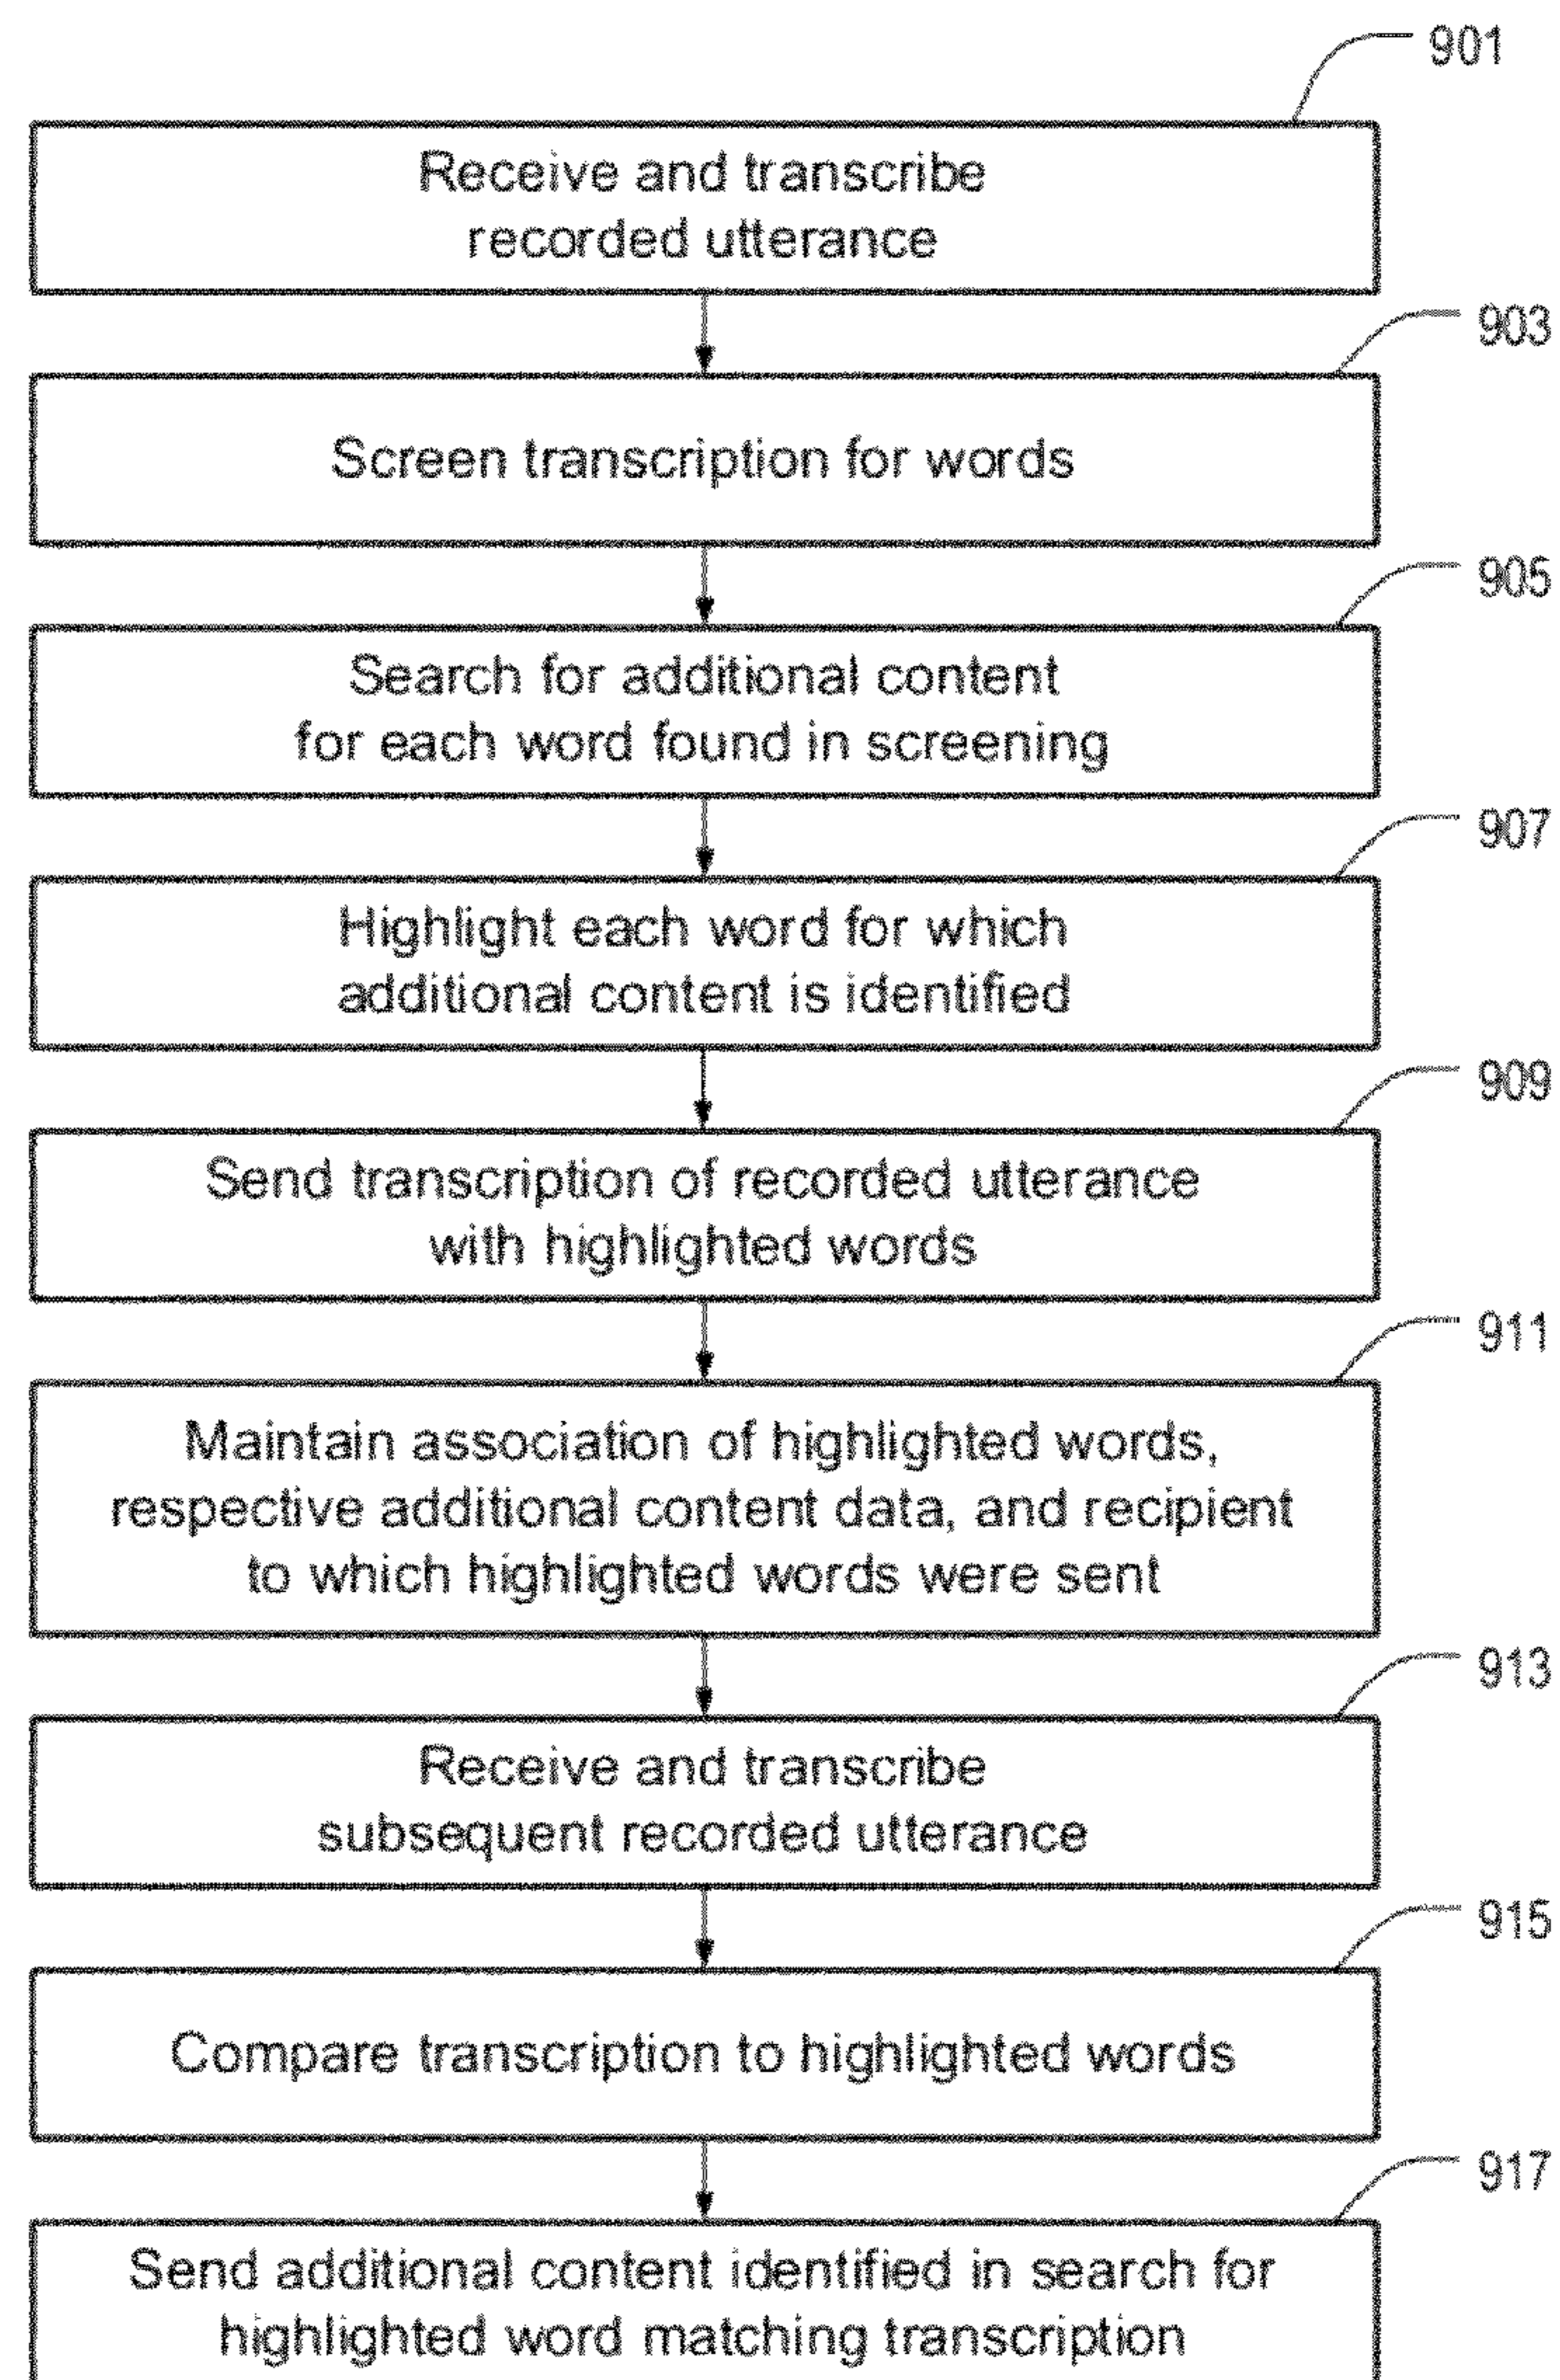 901
Receive and transcribe
recorded utterance
903
Screen transcription for words
905
Search for additional content
for each word found in screening
907
Highlight each word for which
additional content is identified
909
Send transcription of recorded utterance
with highlighted words
911
Maintain association of highlighted words,
respective additional content data, and recipient
to which highlighted words were sent
913
Receive and transcribe
subsequent recorded utterance
915
Compare transcription to highlighted words
917
Send additional content identified in search for
highlighted word matching transcription